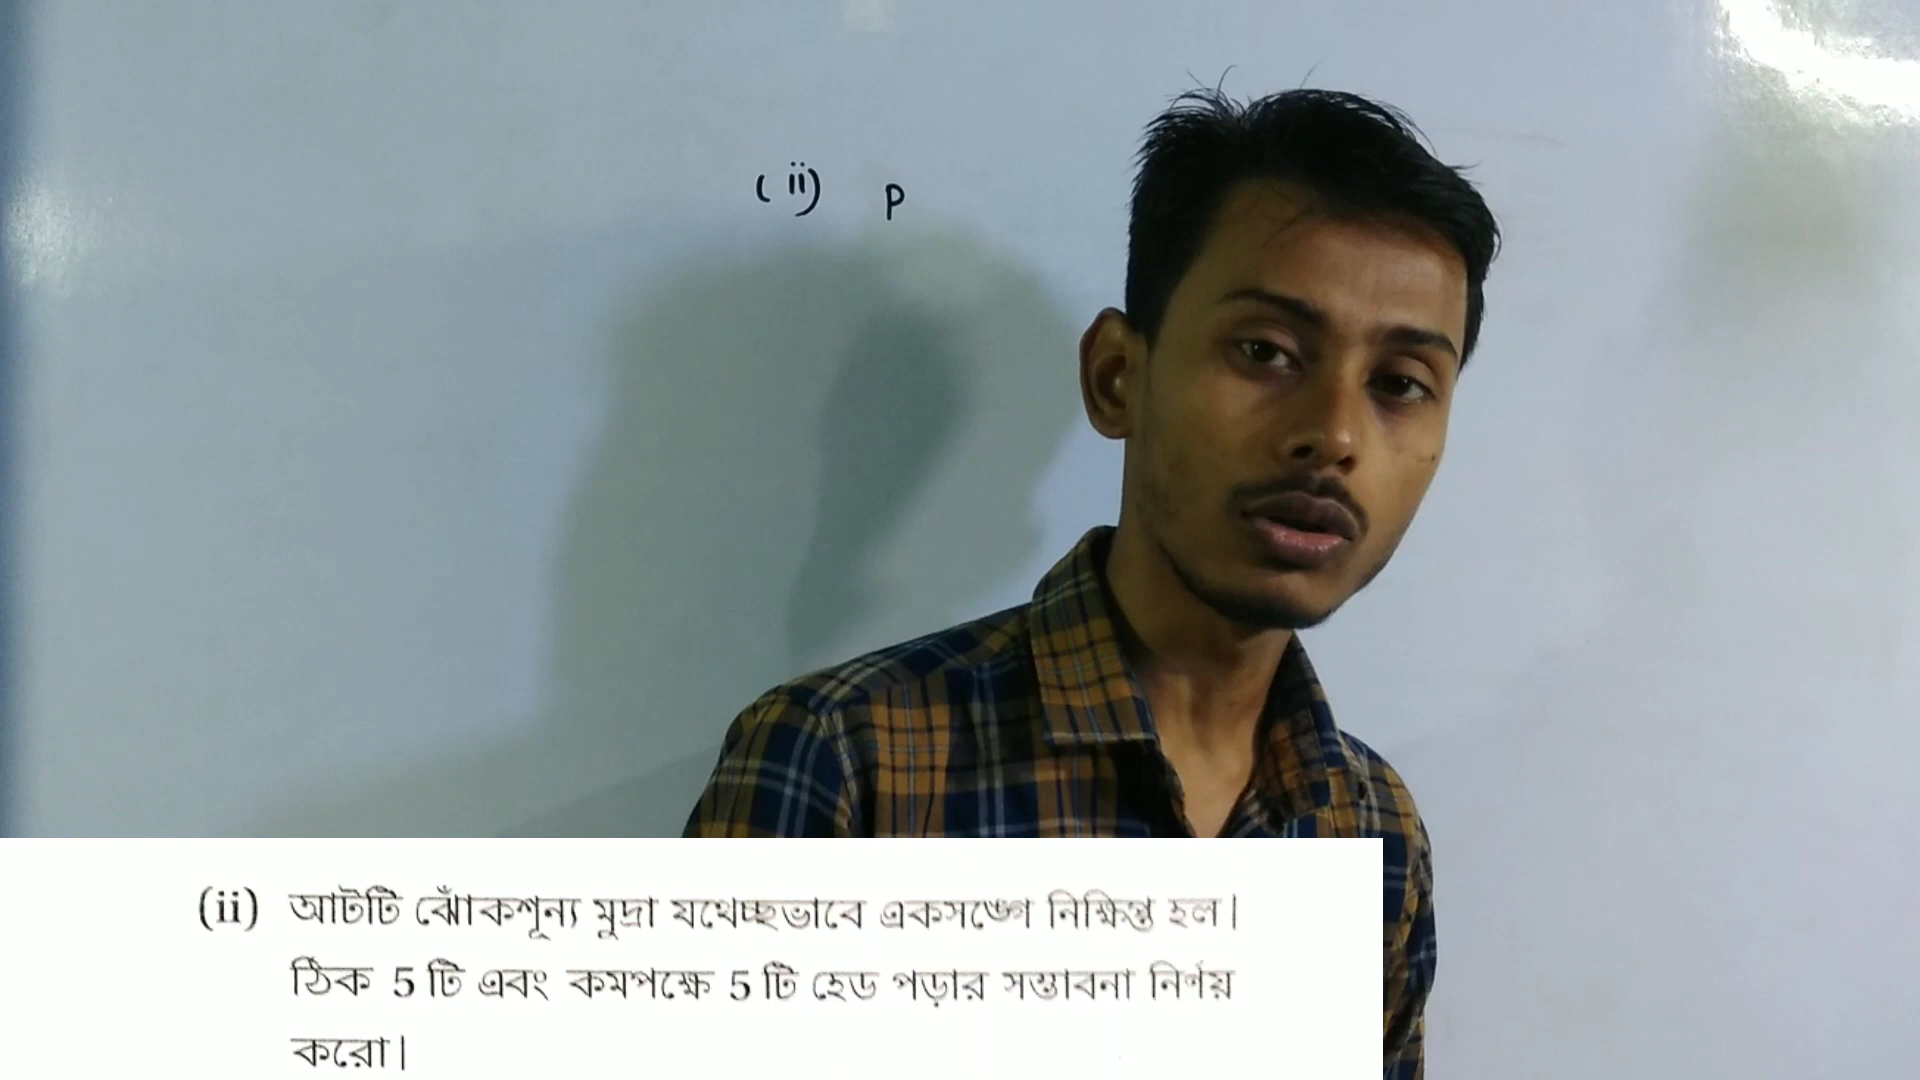 (ii) P
(ii) আটটি ঝোঁকশূন্য মুদ্রা যথেচ্ছভাবে একসঙ্গে নিক্ষিপ্ত হল।
ঠিক 5 টি এবং কমপক্ষে 5 টি হেড পড়ার সম্ভাবনা নির্ণয়
করো।